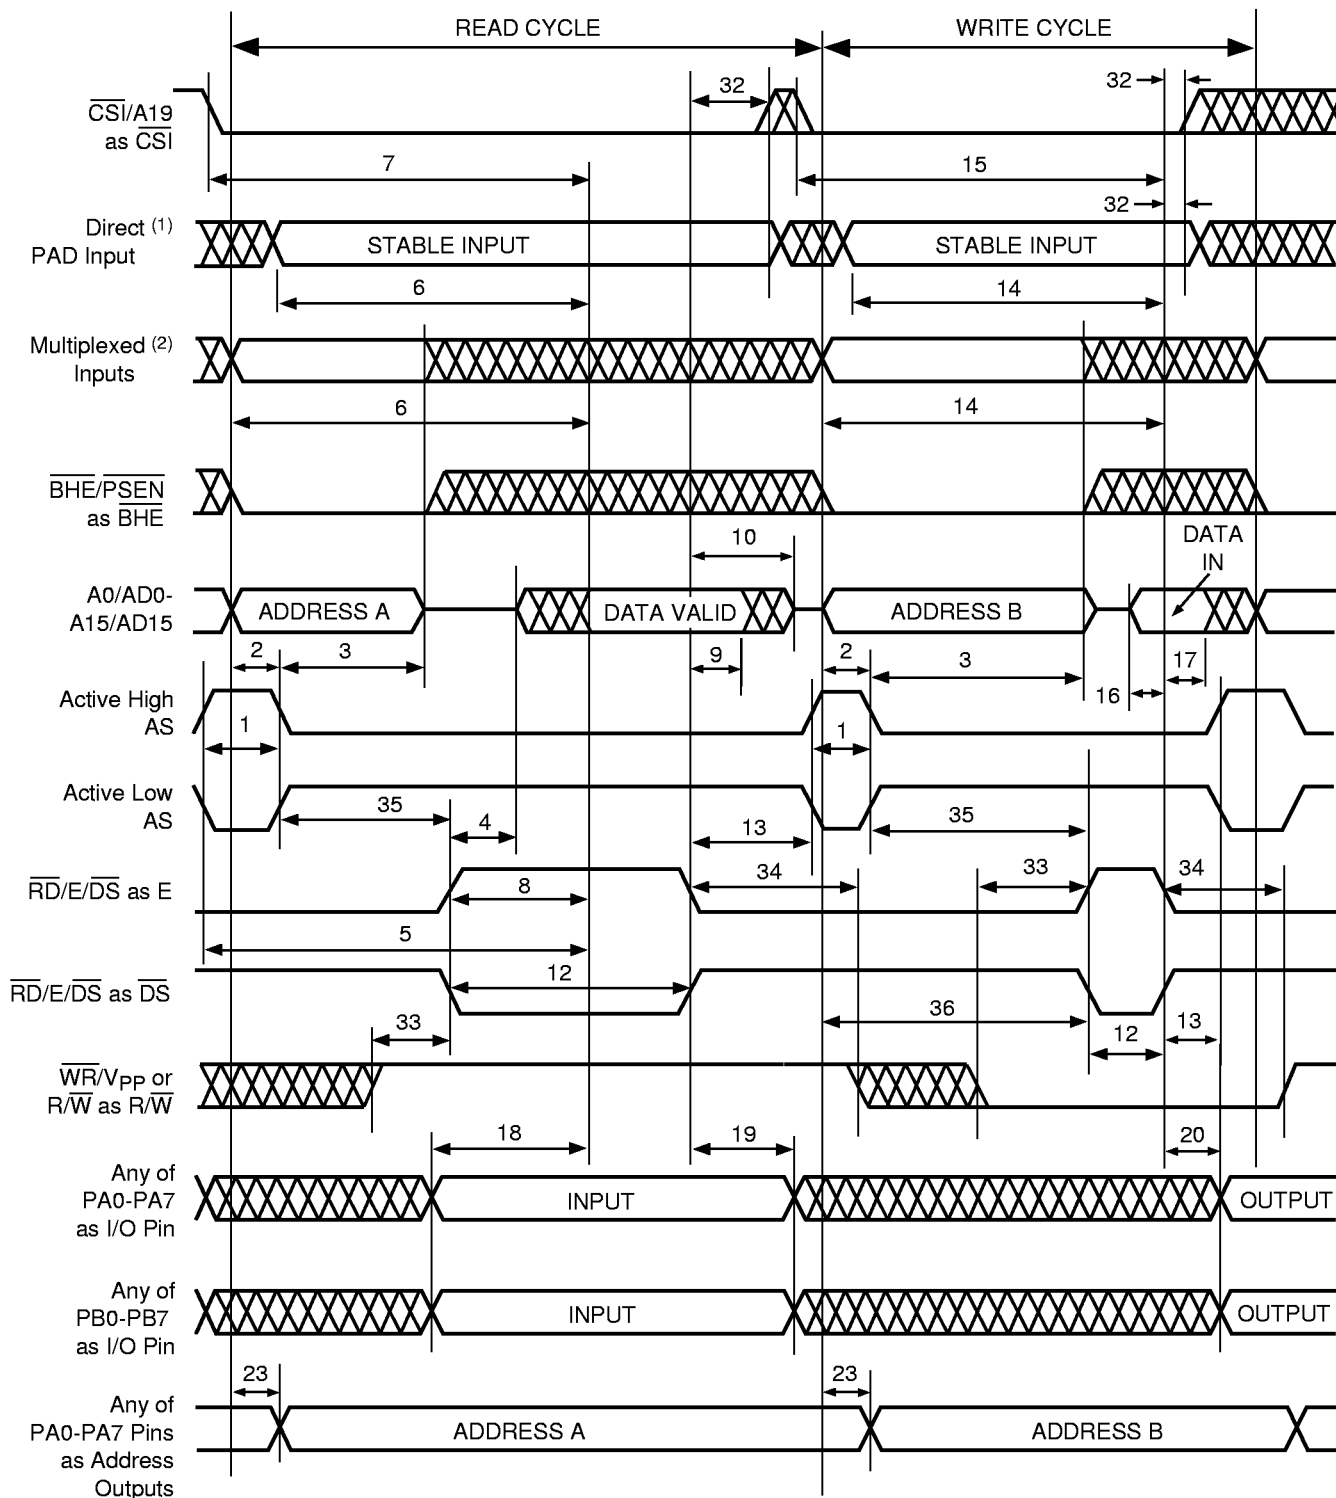 READ CYCLE WRITE CYCLE
32 32
CSI/A19
as CSI
7 15
32
Direct (1)
PAD Input
STABLE INPUT STABLE INPUT
6 14
Multiplexed (2)
Inputs
6 14
BHE/PSEN
as BHE
10 DATA
IN
A0/AD0-
A15/AD15
ADDRESS A DATA VALID ADDRESS B
2 3 9 2 3 16 17
Active High
AS
1 1
Active Low
AS
35 4 13 35
RD/E/DS as E
8 34 33 34
5
RD/E/DS as DS
12
33 36 12 13
WR/VPP or
R/W as R/W
18 19 20
Any of
PA0-PA7
as I/O Pin
INPUT OUTPUT
Any of
PB0-PB7
as I/O Pin
INPUT OUTPUT
23 23
Any of
PA0-PA7 Pins
as Address
Outputs
ADDRESS A ADDRESS B